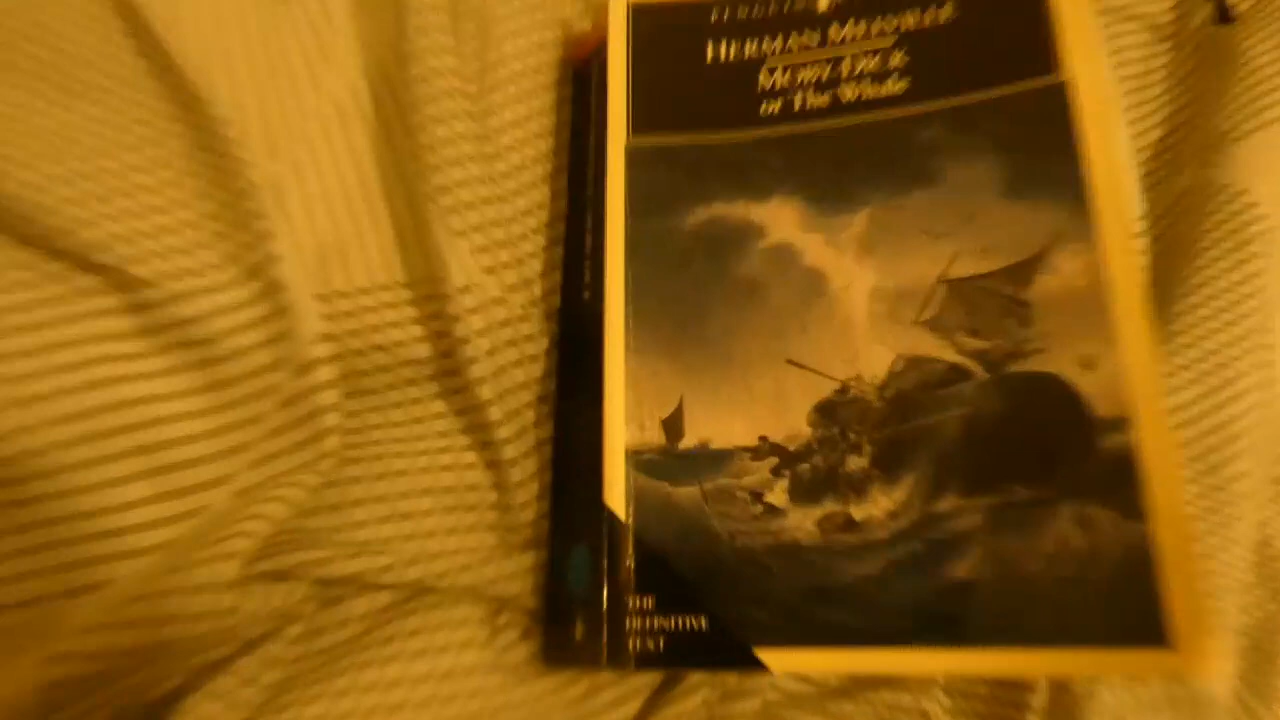 HERMAN MELVILLE
MOBY-DICK
or The Whale
THE
DEFINITIVE
TEXT